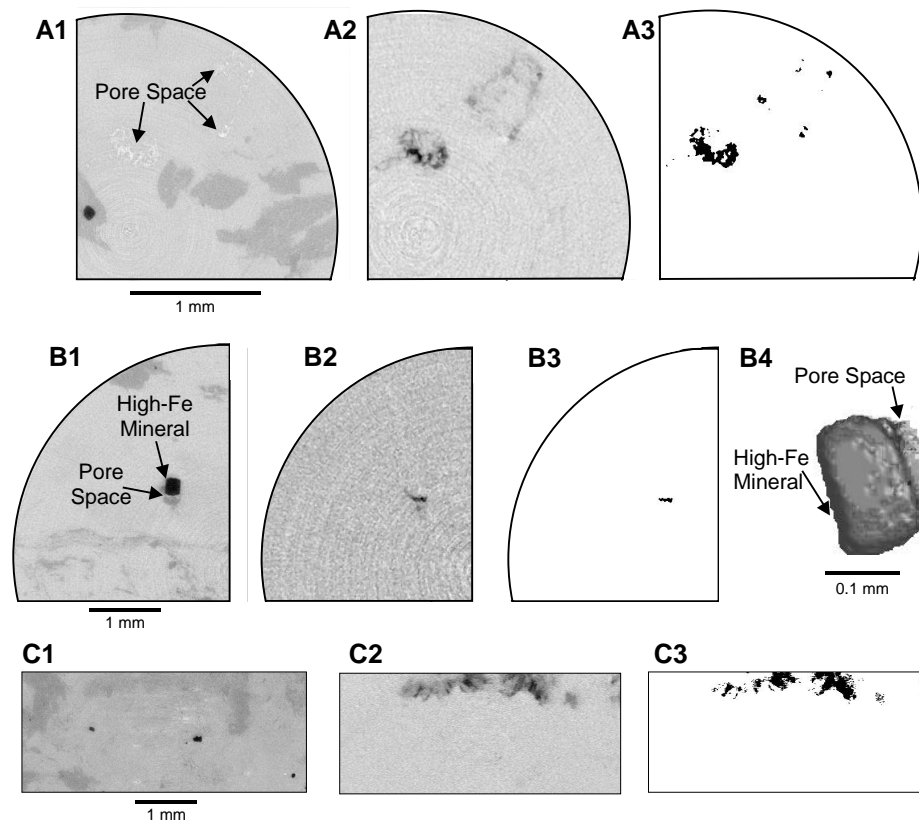 A1
A2
A3
Pore Space
1 mm
B1
B2
B3
B4
High-Fe
Mineral
Pore
Space
Pore Space
High-Fe
Mineral
1 mm
0.1 mm
C1
C2
C3
1 mm